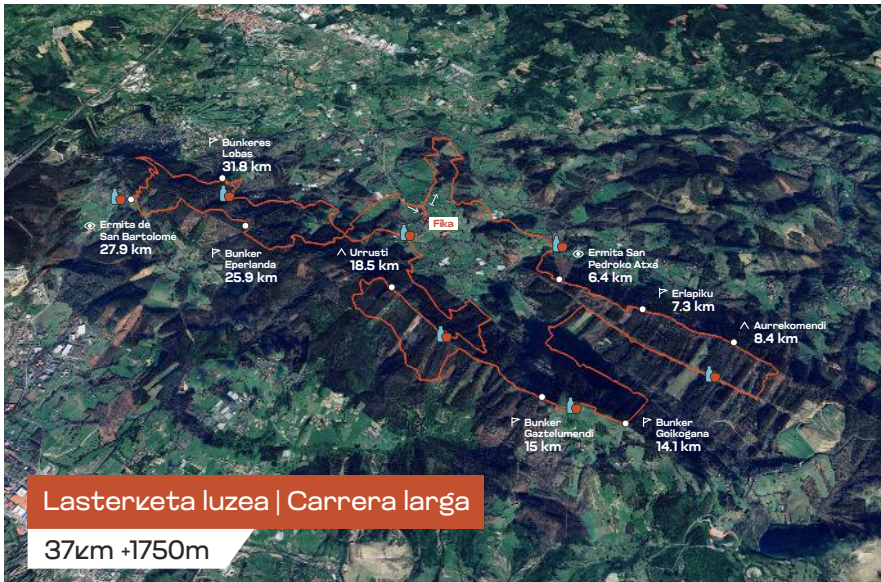 Búnkeres
Lobas
31.8 km
Ermita de
San Bartolomé
27.9 km
Bunker
Eperlanda
25.9 km
Urrusti
18.5 km
Fika
Ermita San
Pedroko Atxa
6.4 km
Erlapiku
7.3 km
Aurrekomendi
8.4 km
Bunker
Gaztelumendi
15 km
Bunker
Goikogana
14.1 km
Lasterketa luzea | Carrera larga
37km +1750m